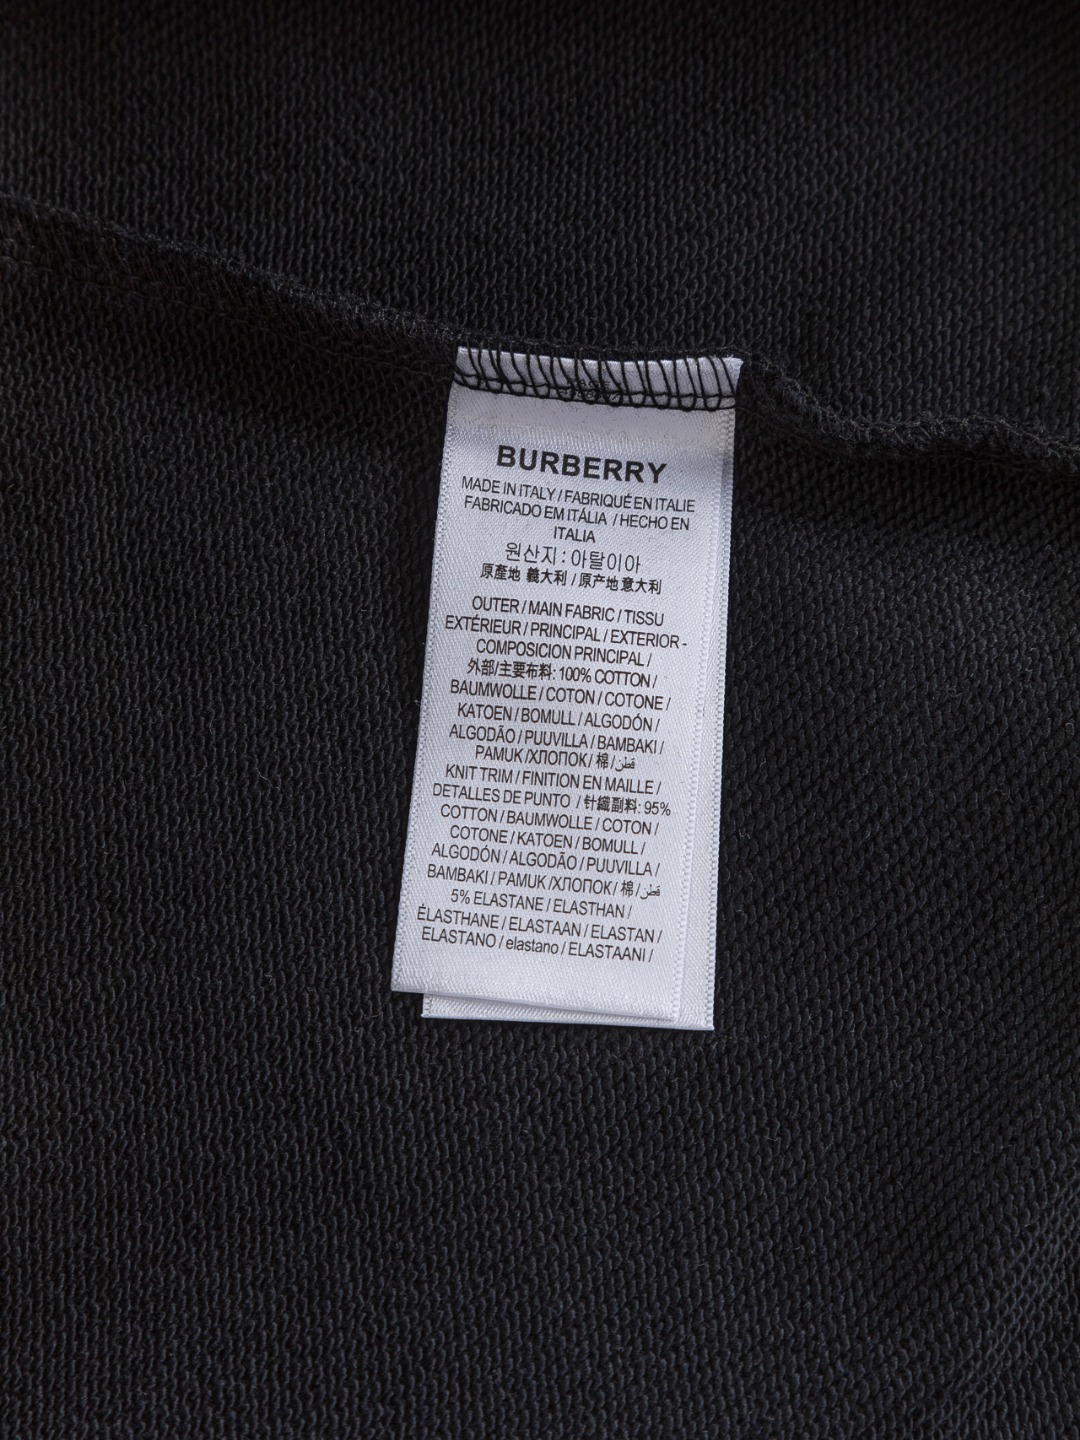 BURBERRY
MADE IN ITALY / FABRIQUÉ EN ITALIE
FABRICADO EM ITÁLIA / HECHO EN
ITALIA
원산지 : 아탈이아
原產地 義大利 / 原产地 意大利
OUTER / MAIN FABRIC / TISSU
EXTÉRIEUR / PRINCIPAL / EXTERIOR -
COMPOSICION PRINCIPAL /
外部/主要布料: 100% COTTON /
BAUMWOLLE / COTON / COTONE /
KATOEN / BOMULL / ALGODÓN /
ALGODÃO / PUUVILLA / BAMBAKI /
PAMUK /ХЛОПОК/ 棉/قطن
KNIT TRIM / FINITION EN MAILLE /
DETALLES DE PUNTO / 针織副料: 95%
COTTON / BAUMWOLLE / COTON /
COTONE / KATOEN / BOMULL /
ALGODÓN / ALGODÃO / PUUVILLA /
BAMBAKI / PAMUK /ХЛОПОК/ 棉/قطن
5% ELASTANE / ELASTHAN /
ÉLASTHANE / ELASTAAN / ELASTAN /
ELASTANO / elastano / ELASTAANI /